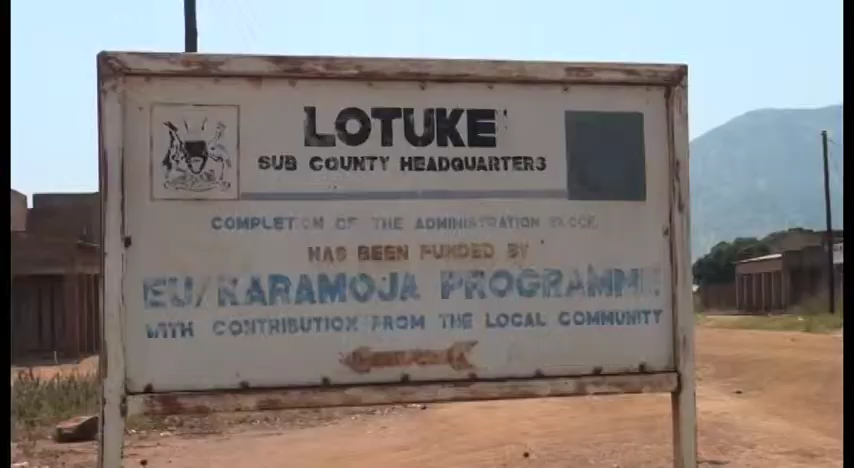 LOTUKE
SUB COUNTY HEADQUARTERS
COMPLETION OF THE ADMINISTRATION BLOCK
HAS BEEN FUNDED BY
EU/KARAMOJA PROGRAMME
WITH CONTRIBUTION FROM THE LOCAL COMMUNITY